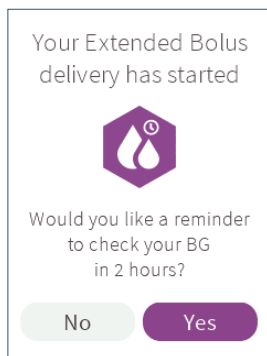 Your Extended Bolus
delivery has started
Would you like a reminder
to check your BG
in 2 hours?
No
Yes